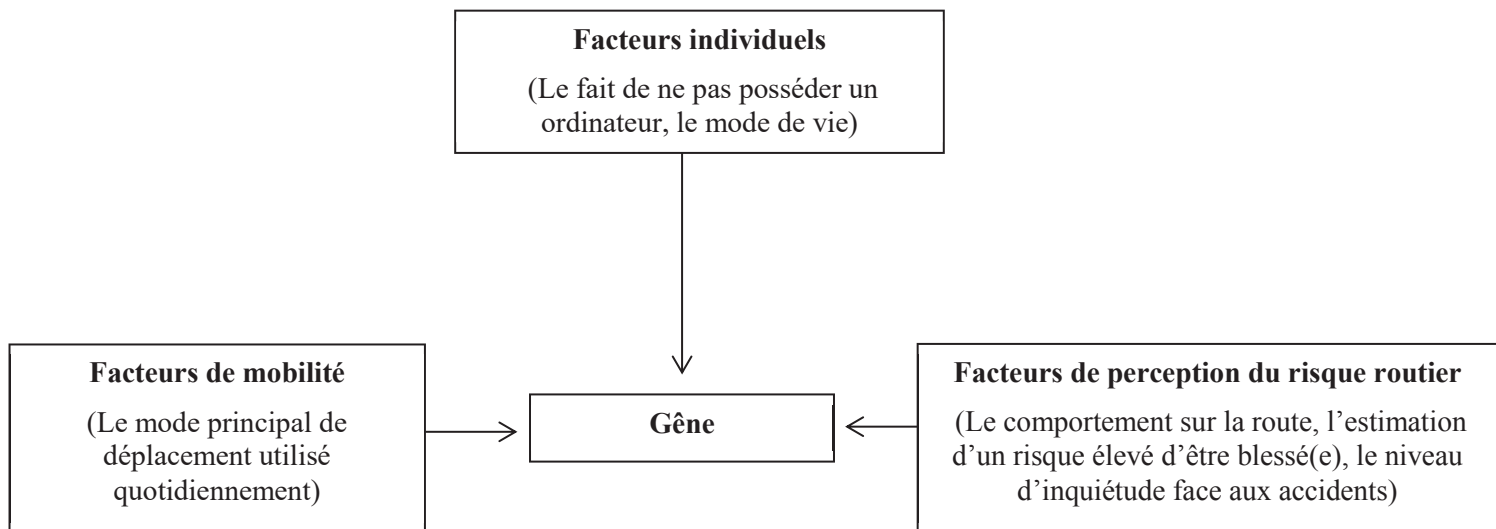 Facteurs individuels
(Le fait de ne pas posséder un
ordinateur, le mode de vie)
Facteurs de mobilité
(Le mode principal de
déplacement utilisé
quotidiennement)
Gêne
Facteurs de perception du risque routier
(Le comportement sur la route, l’estimation
d’un risque élevé d’être blessé(e), le niveau
d’inquiétude face aux accidents)